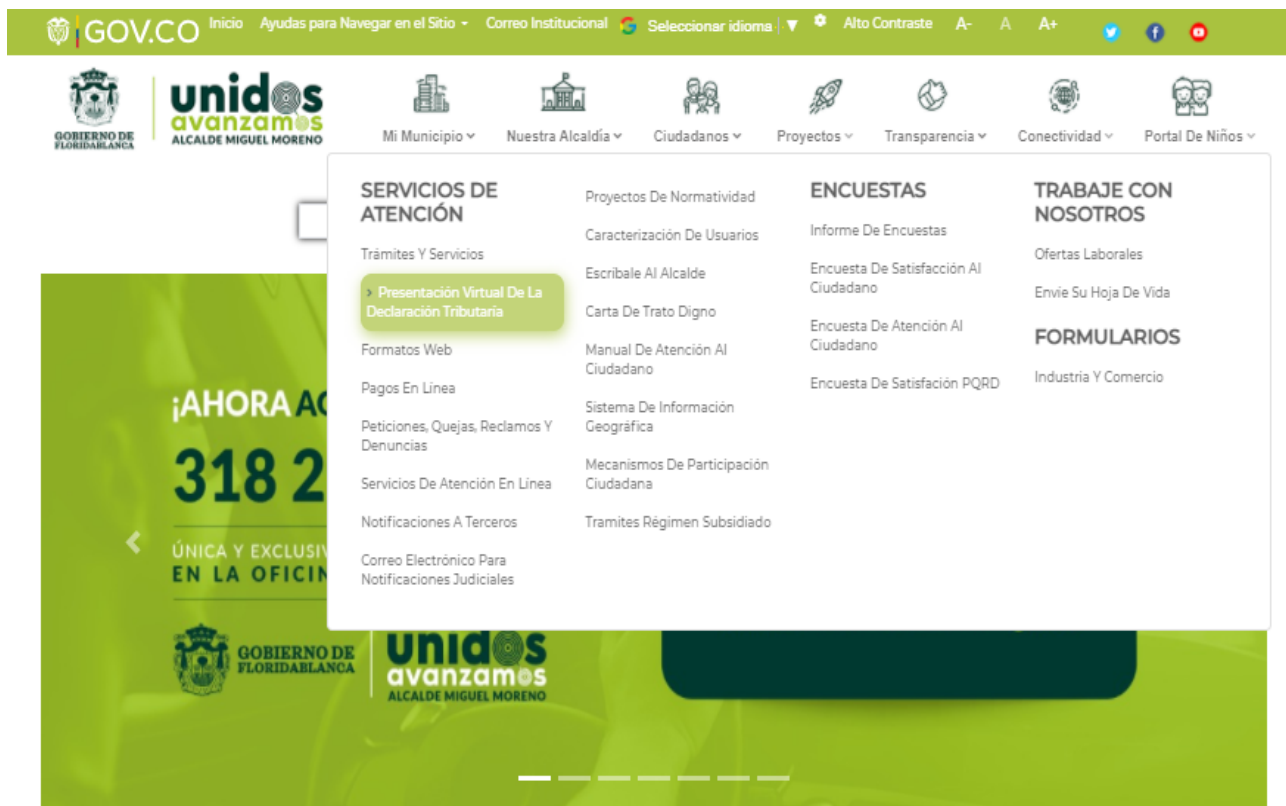 GOV.CO
Inicio
Ayudas para Navegar en el Sitio
Correo Institucional
Seleccionar idioma
Alto Contraste
A-
A
A+
GOBIERNO DE
FLORIDABLANCA
unidos
avanzamos
ALCALDE MIGUEL MORENO
Mi Municipio
Nuestra Alcaldía
Ciudadanos
Proyectos
Transparencia
Conectividad
Portal De Niños
SERVICIOS DE
ATENCIÓN
Trámites Y Servicios
> Presentación Virtual De La
Declaración Tributaría
Formatos Web
Pagos En Línea
Peticiones, Quejas, Reclamos Y
Denuncias
Servicios De Atención En Línea
Notificaciones A Terceros
Correo Electrónico Para
Notificaciones Judiciales
Proyectos De Normatividad
Caracterización De Usuarios
Escribale Al Alcalde
Carta De Trato Digno
Manual De Atención Al
Ciudadano
Sistema De Información
Geográfica
Mecanismos De Participación
Ciudadana
Tramites Régimen Subsidiado
ENCUESTAS
Informe De Encuestas
Encuesta De Satisfacción Al
Ciudadano
Encuesta De Atención Al
Ciudadano
Encuesta De Satisfación PQRD
TRABAJE CON
NOSOTROS
Ofertas Laborales
Envie Su Hoja De Vida
FORMULARIOS
Industria Y Comercio
¡AHORA
318 2
ÚNICA Y
EN LA
GOBIERNO DE
FLORIDABLANCA
unidos
avanzamos
ALCALDE MIGUEL MORENO